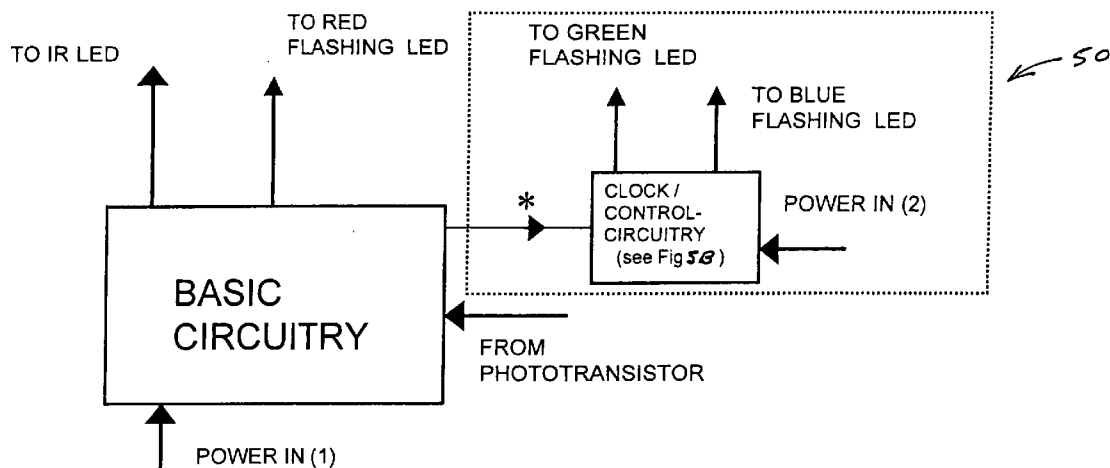 TO IR LED
TO RED
FLASHING LED
TO GREEN
FLASHING LED
TO BLUE
FLASHING LED
50
*
CLOCK /
CONTROL-
CIRCUITRY
(see Fig 5B)
POWER IN (2)
BASIC
CIRCUITRY
FROM
PHOTOTRANSISTOR
POWER IN (1)